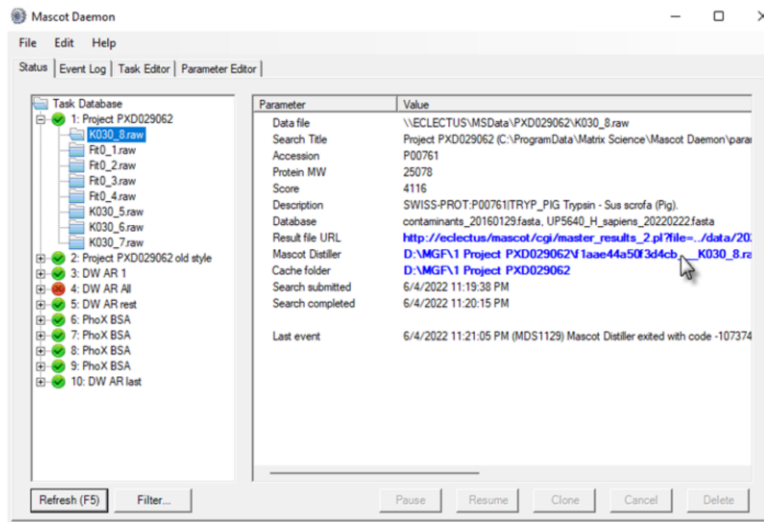 Mascot Daemon
File Edit Help
Status Event Log Task Editor Parameter Editor
Task Database
1: Project PXD029062
K030_8.raw
Fit0_1.raw
Fit0_2.raw
Fit0_3.raw
Fit0_4.raw
K030_5.raw
K030_6.raw
K030_7.raw
2: Project PXD029062 old style
3: DW AR 1
4: DW AR All
5: DW AR rest
6: PhoX BSA
7: PhoX BSA
8: PhoX BSA
9: PhoX BSA
10: DW AR last
Parameter Value
Data file \\ECLECTUS\MSData\PXD029062\K030_8.raw
Search Title Project PXD029062 (C:\ProgramData\Matrix Science\Mascot Daemon\parar
Accession P00761
Protein MW 25078
Score 4116
Description SWISS-PROT:P00761|TRYP_PIG Trypsin - Sus scrofa (Pig).
Database contaminants_20160129.fasta, UP5640_H_sapiens_20220222.fasta
Result file URL http://eclectus/mascot/cgi/master_results_2.pl?file=../data/202
Mascot Distiller D:\MGF\1 Project PXD029062\f1aae44a50f3d4cb___K030_8.ra
Cache folder D:\MGF\1 Project PXD029062
Search submitted 6/4/2022 11:19:38 PM
Search completed 6/4/2022 11:20:15 PM
Last event 6/4/2022 11:21:05 PM (MDS1129) Mascot Distiller exited with code -107374
Refresh (F5) Filter... Pause Resume Clone Cancel Delete